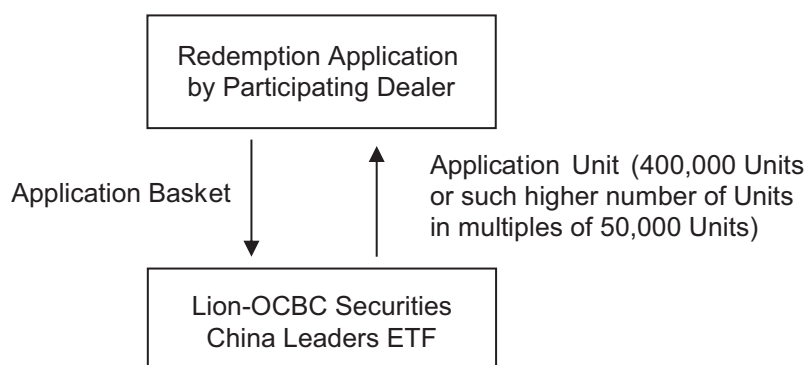 Redemption Application
by Participating Dealer
Application Basket
Application Unit (400,000 Units
or such higher number of Units
in multiples of 50,000 Units)
Lion-OCBC Securities
China Leaders ETF